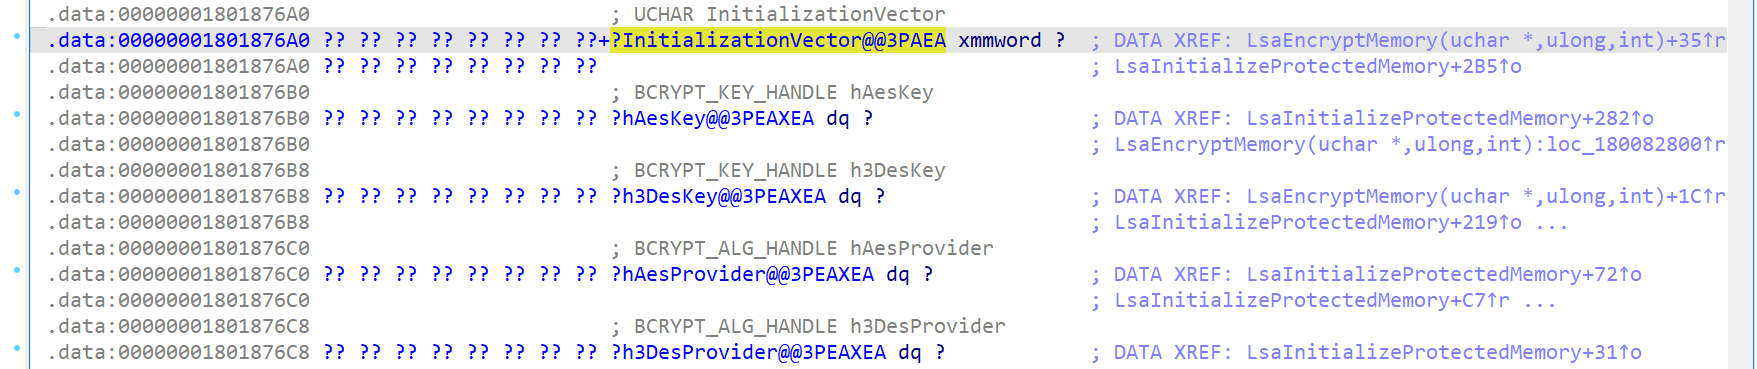 .data:00000001801876A0 ; UCHAR InitializationVector
.data:00000001801876A0 ?? ?? ?? ?? ?? ?? ?? ??+?InitializationVector@@3PAEA xmmword ? ; DATA XREF: LsaEncryptMemory(uchar *,ulong,int)+35↑r
.data:00000001801876A0 ?? ?? ?? ?? ?? ?? ?? ?? ; LsaInitializeProtectedMemory+2B5↑o
.data:00000001801876B0 ; BCRYPT_KEY_HANDLE hAesKey
.data:00000001801876B0 ?? ?? ?? ?? ?? ?? ?? ?? ?hAesKey@@3PEAXEA dq ? ; DATA XREF: LsaInitializeProtectedMemory+282↑o
.data:00000001801876B0 ; LsaEncryptMemory(uchar *,ulong,int):loc_180082800↑r
.data:00000001801876B8 ; BCRYPT_KEY_HANDLE h3DesKey
.data:00000001801876B8 ?? ?? ?? ?? ?? ?? ?? ?? ?h3DesKey@@3PEAXEA dq ? ; DATA XREF: LsaEncryptMemory(uchar *,ulong,int)+1C↑r
.data:00000001801876B8 ; LsaInitializeProtectedMemory+219↑o ...
.data:00000001801876C0 ; BCRYPT_ALG_HANDLE hAesProvider
.data:00000001801876C0 ?? ?? ?? ?? ?? ?? ?? ?? ?hAesProvider@@3PEAXEA dq ? ; DATA XREF: LsaInitializeProtectedMemory+72↑o
.data:00000001801876C0 ; LsaInitializeProtectedMemory+C7↑r ...
.data:00000001801876C8 ; BCRYPT_ALG_HANDLE h3DesProvider
.data:00000001801876C8 ?? ?? ?? ?? ?? ?? ?? ?? ?h3DesProvider@@3PEAXEA dq ? ; DATA XREF: LsaInitializeProtectedMemory+31↑o